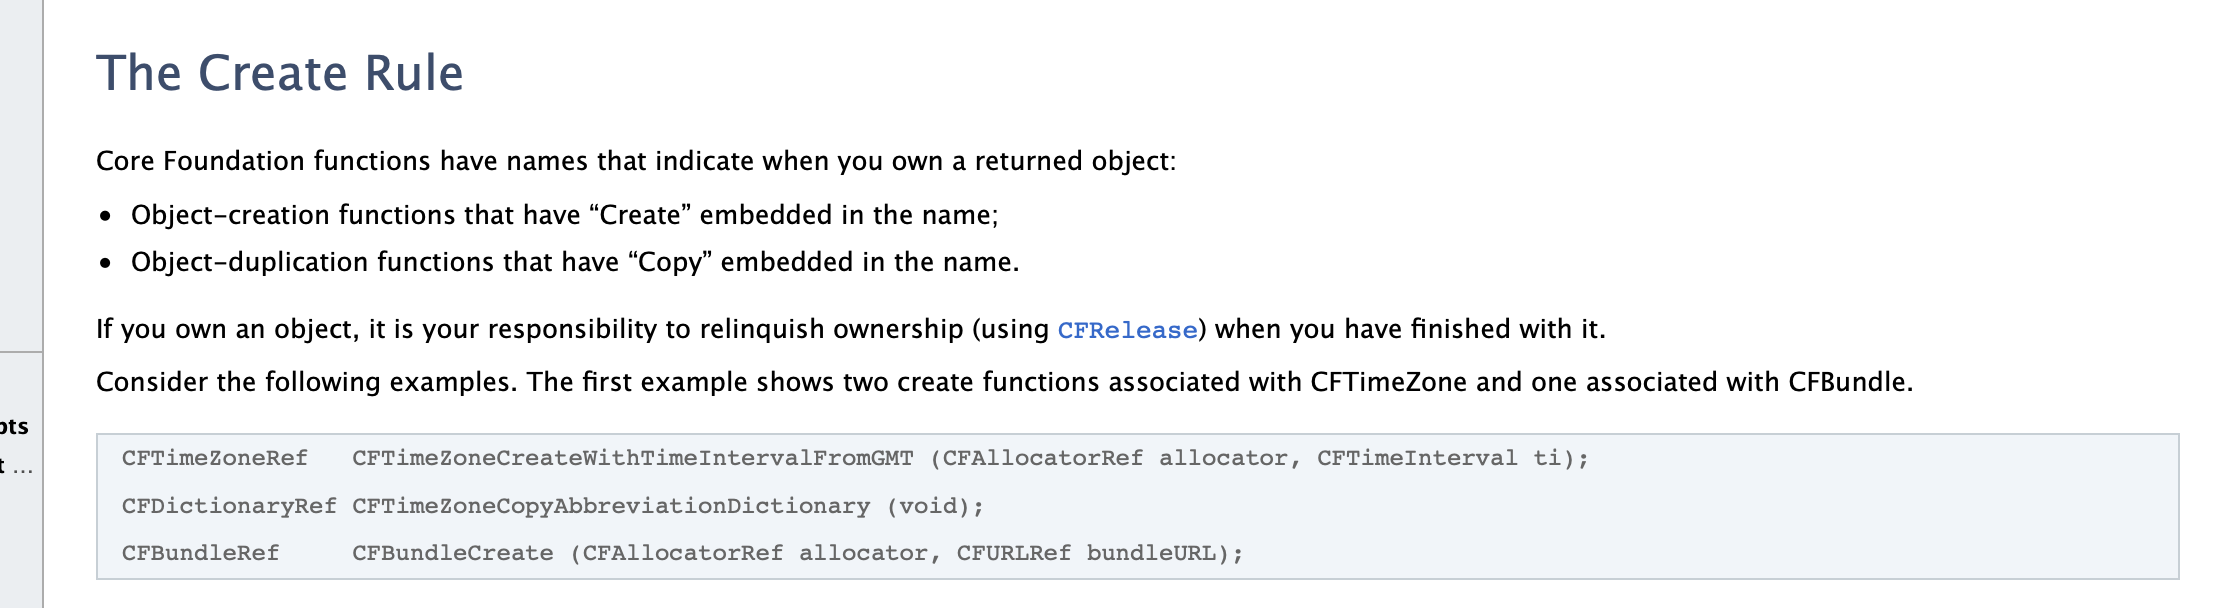 The Create Rule
Core Foundation functions have names that indicate when you own a returned object:
• Object-creation functions that have “Create” embedded in the name;
• Object-duplication functions that have “Copy” embedded in the name.
If you own an object, it is your responsibility to relinquish ownership (using CFRelease) when you have finished with it.
Consider the following examples. The first example shows two create functions associated with CFTimeZone and one associated with CFBundle.
CFTimeZoneRef   CFTimeZoneCreateWithTimeIntervalFromGMT (CFAllocatorRef allocator, CFTimeInterval ti);
CFDictionaryRef CFTimeZoneCopyAbbreviationDictionary (void);
CFBundleRef     CFBundleCreate (CFAllocatorRef allocator, CFURLRef bundleURL);